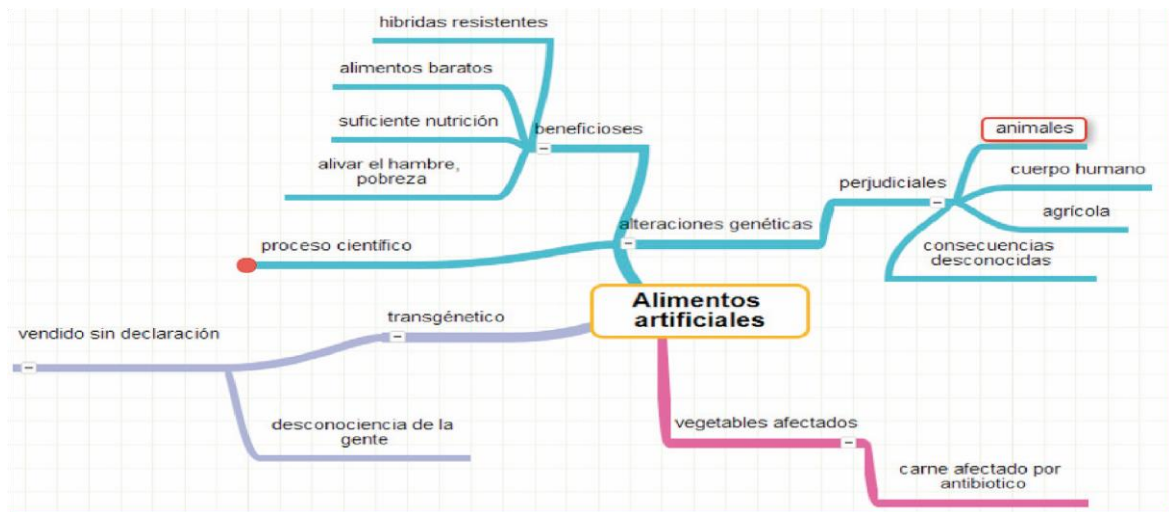 hibridas resistentes
alimentos baratos
suficiente nutrición
alivar el hambre,
pobreza
beneficioses
proceso científico
alteraciones genéticas
perjudiciales
animales
cuerpo humano
agrícola
consecuencias
desconocidas
Alimentos
artificiales
transgénetico
vendido sin declaración
desconociencia de la
gente
vegetables afectados
carne afectado por
antibiotico